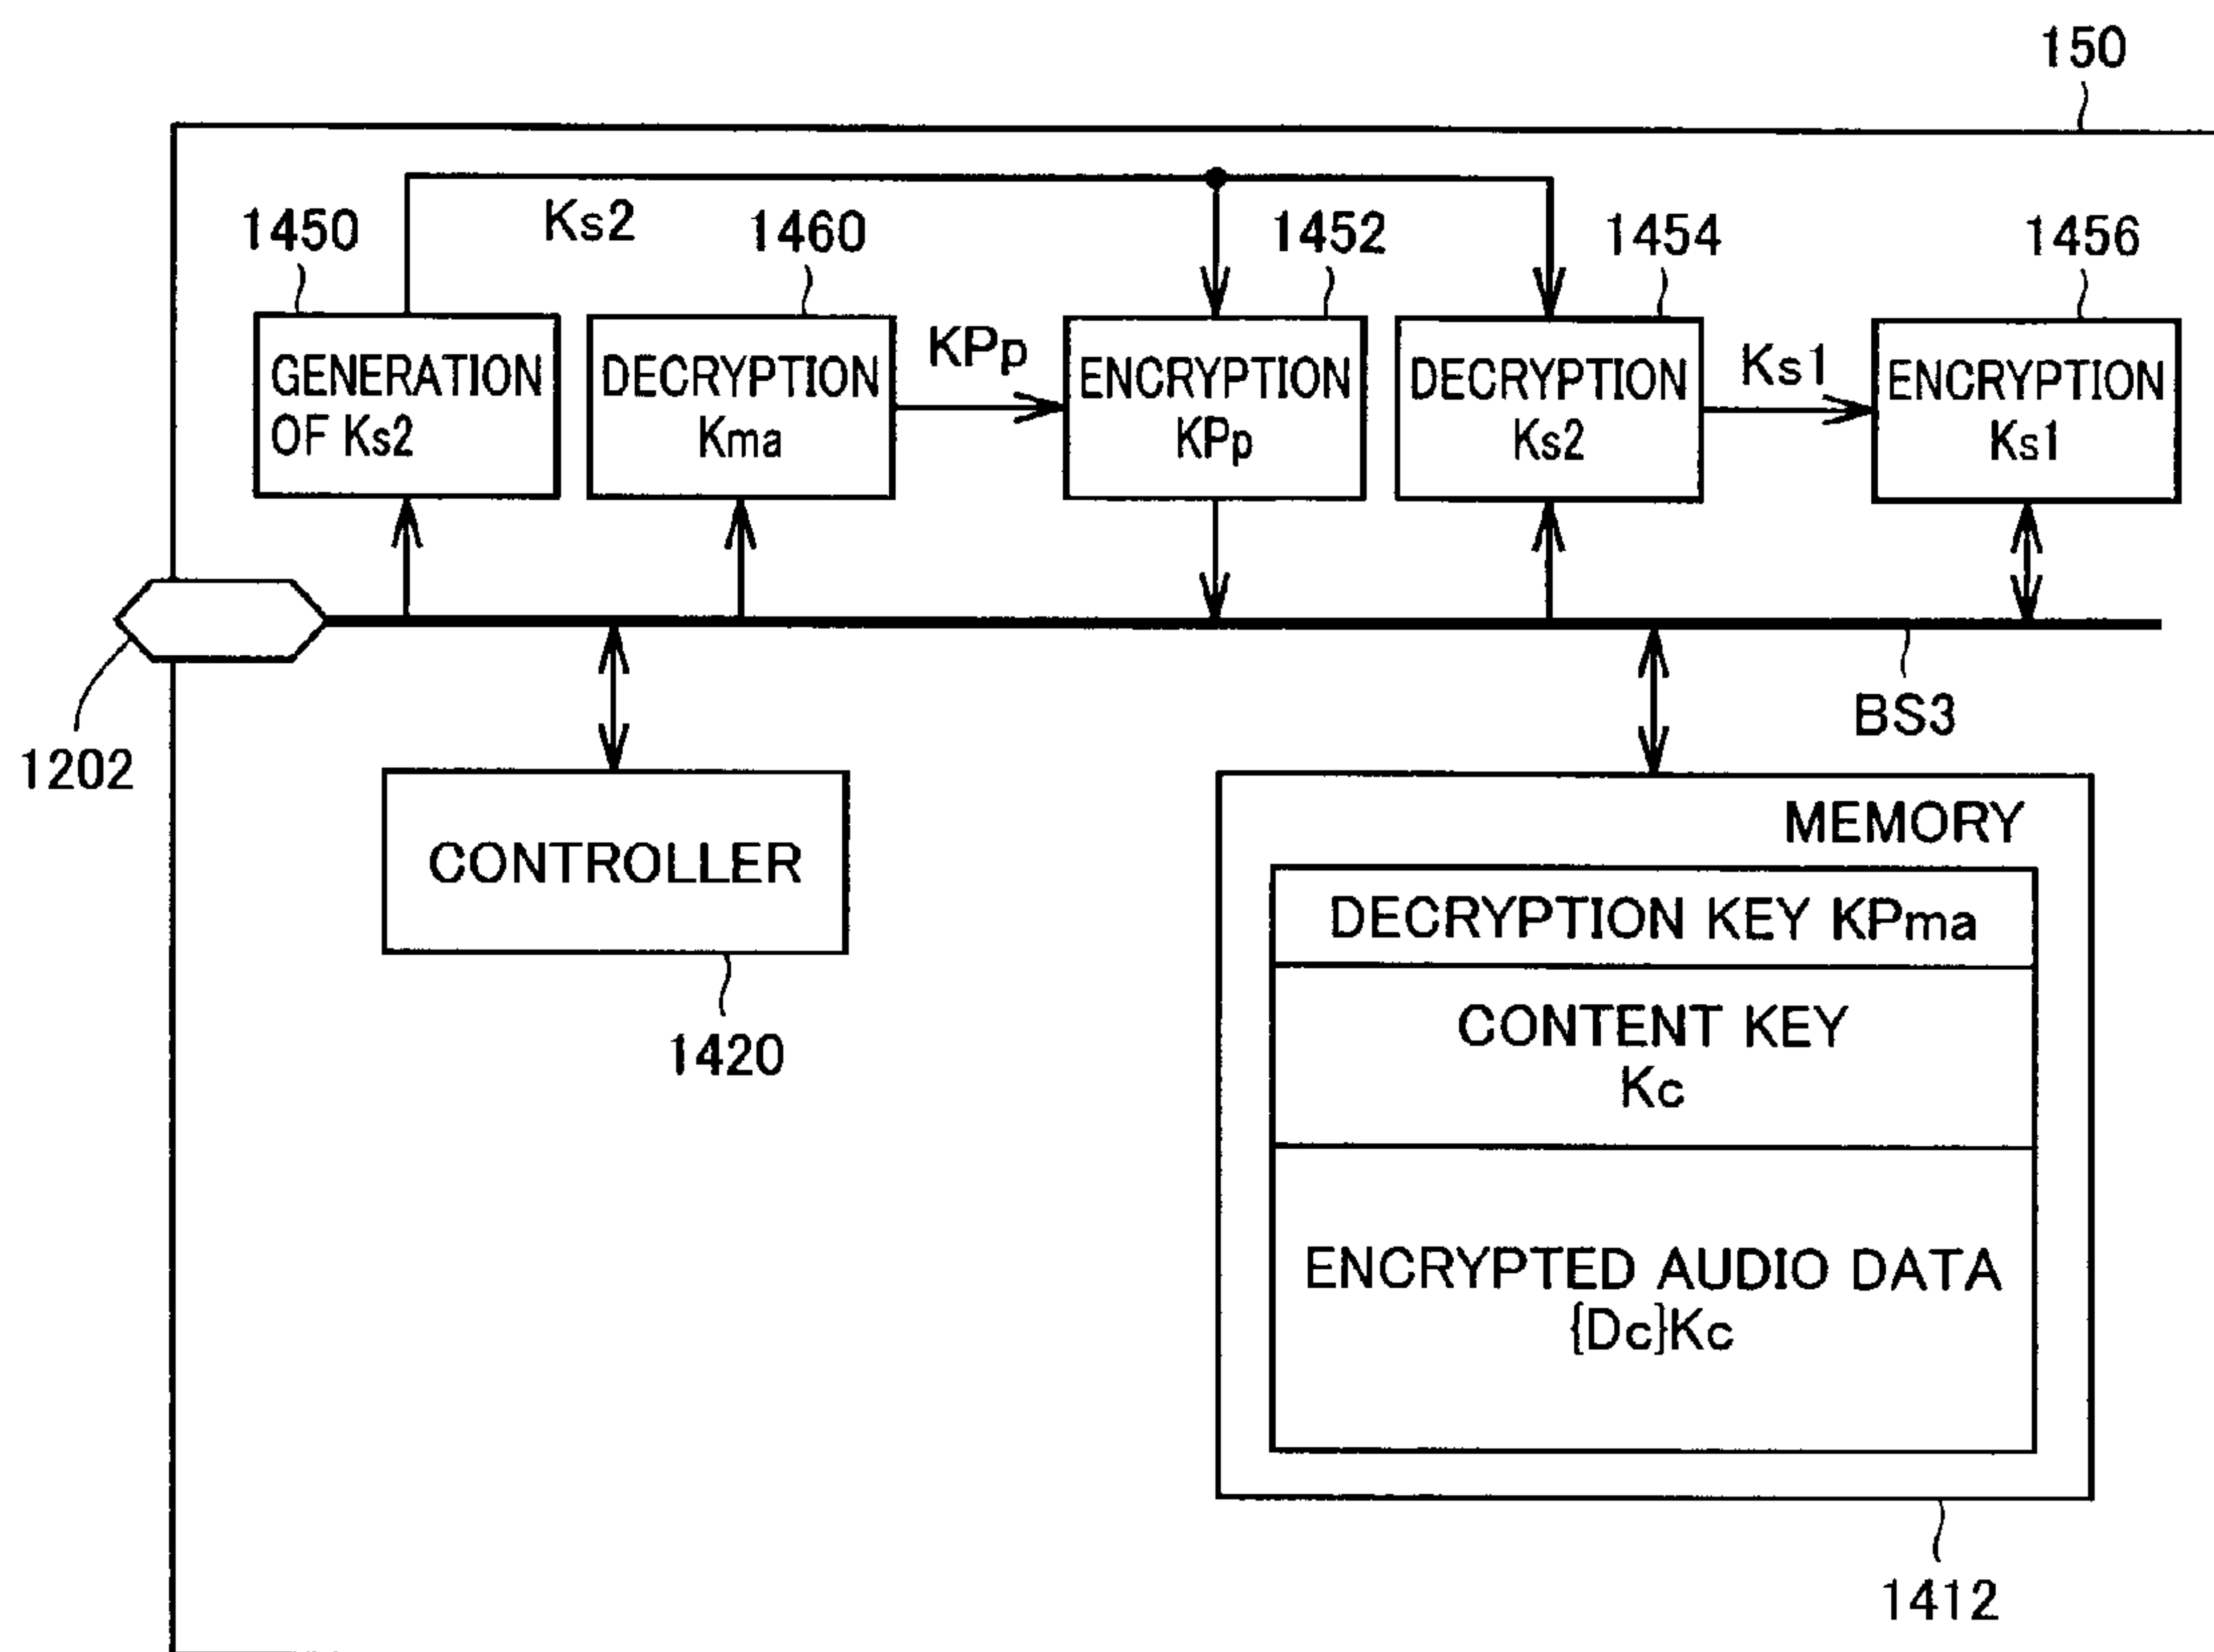 150
1450
Ks2
1460
1452
1454
1456
GENERATION
OF Ks2
DECRYPTION
Kma
KPp
ENCRYPTION
KPp
DECRYPTION
Ks2
Ks1
ENCRYPTION
Ks1
1202
BS3
CONTROLLER
1420
MEMORY
DECRYPTION KEY KPma
CONTENT KEY
Kc
ENCRYPTED AUDIO DATA
{Dc}Kc
1412